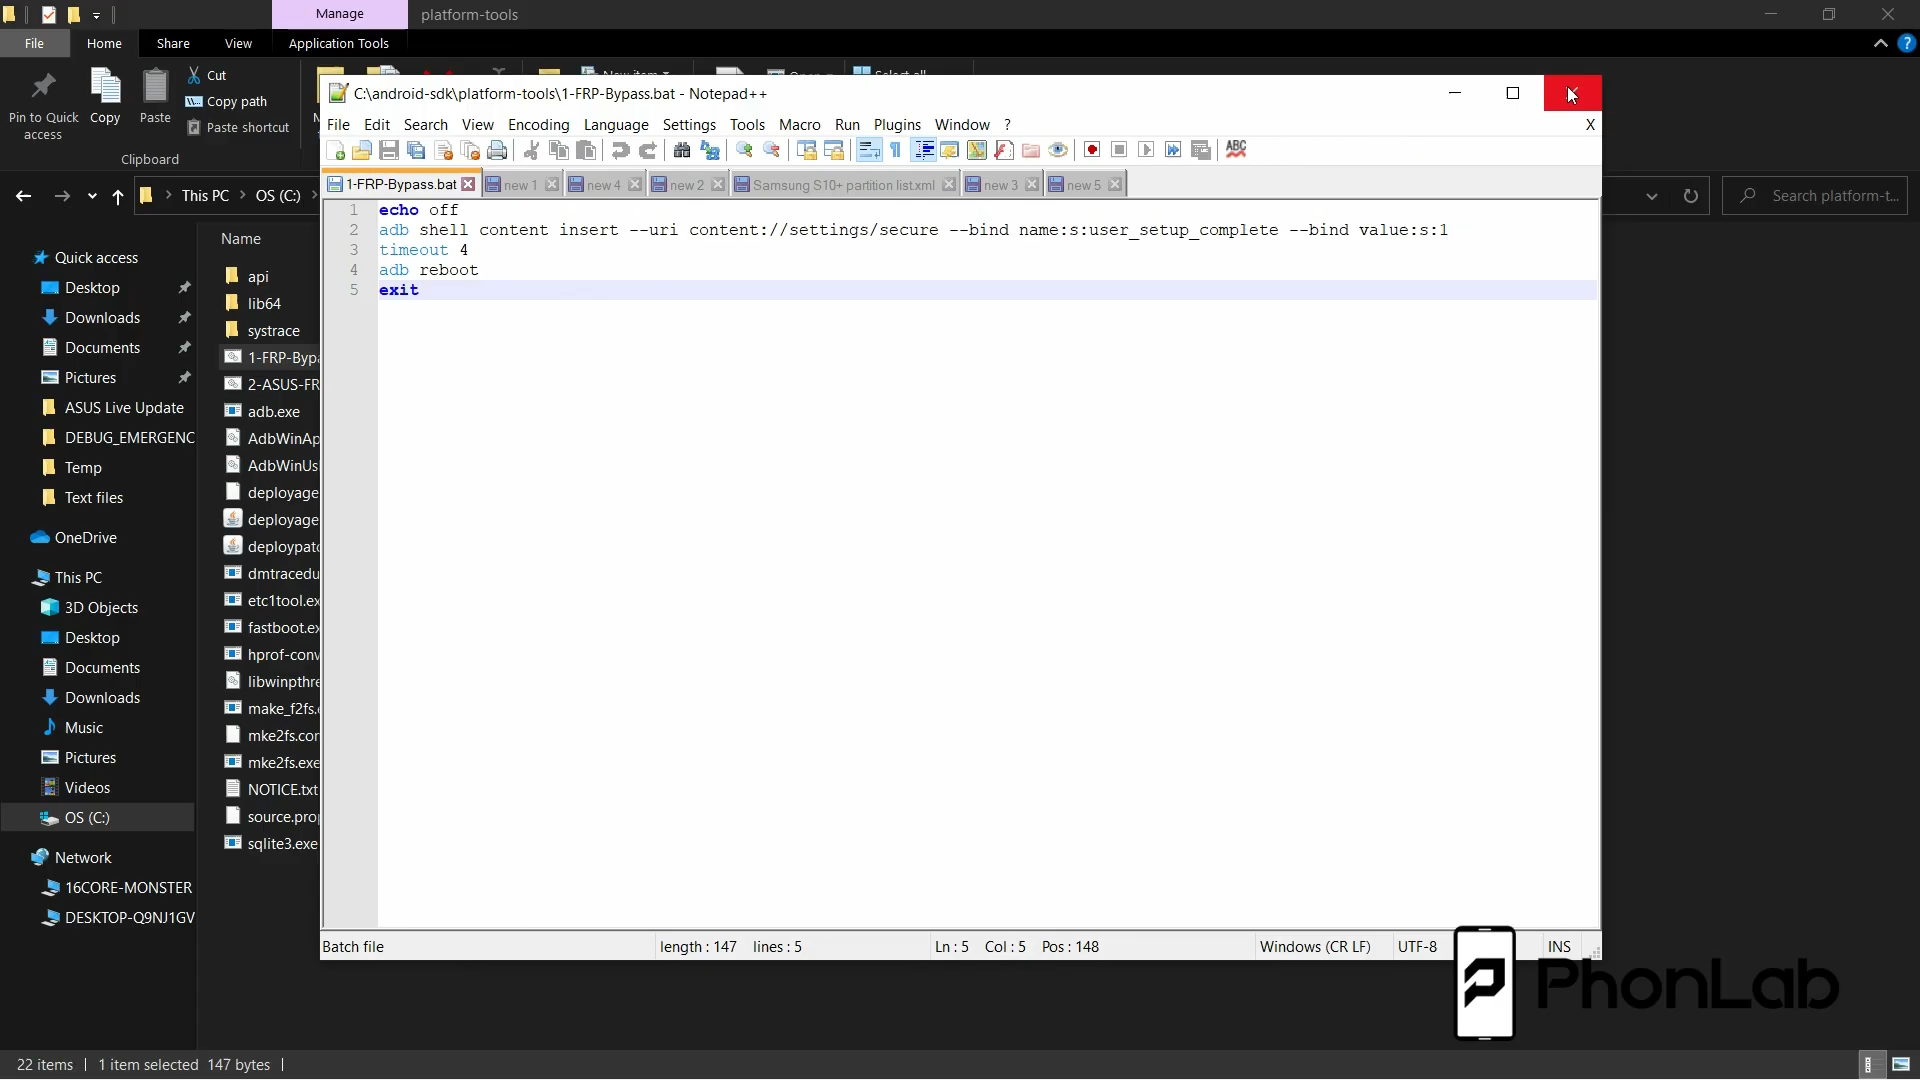 Manage
platform-tools
File
Home
Share
View
Application Tools
Pin to Quick access
Copy
Paste
Cut
Copy path
Paste shortcut
Clipboard
New item
Select all
C:\android-sdk\platform-tools\1-FRP-Bypass.bat - Notepad++
File Edit Search View Encoding Language Settings Tools Macro Run Plugins Window ?
X
ABC
1-FRP-Bypass.bat
new 1
new 4
new 2
Samsung S10+ partition list.xml
new 3
new 5
1 echo off
2 adb shell content insert --uri content://settings/secure --bind name:s:user_setup_complete --bind value:s:1
3 timeout 4
4 adb reboot
5 exit
This PC
OS (C:)
Search platform-t...
Name
Quick access
Desktop
Downloads
Documents
Pictures
ASUS Live Update
DEBUG_EMERGENC
Temp
Text files
OneDrive
This PC
3D Objects
Desktop
Documents
Downloads
Music
Pictures
Videos
OS (C:)
Network
16CORE-MONSTER
DESKTOP-Q9NJ1GV
api
lib64
systrace
1-FRP-Bypa
2-ASUS-FR
adb.exe
AdbWinAp
AdbWinUs
deployage
deployage
deploypatc
dmtracedu
etc1tool.ex
fastboot.ex
hprof-conv
libwinpthre
make_f2fs.
mke2fs.con
mke2fs.exe
NOTICE.txt
source.prop
sqlite3.exe
Batch file
length : 147 lines : 5
Ln : 5 Col : 5 Pos : 148
Windows (CR LF)
UTF-8
INS
PhonLab
22 items
1 item selected 147 bytes